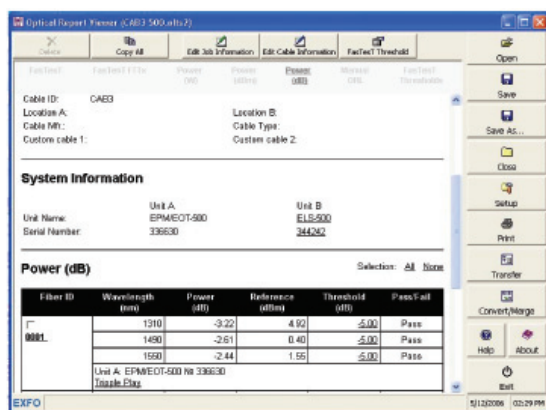 Optical Report Viewer (CAB3 500.olts2)
Delete Copy All Edit Job Information Edit Cable Information FasTesT Threshold
FasTesT Power (W) Power (dBm) Power (dB) Manual ORL FasTesT Thresholds
Cable ID: CAB3
Location A: Location B:
Cable Mfr.: Cable Type:
Custom cable 1: Custom cable 2:
System Information
Unit A Unit B
Unit Name: EPM/EOT-500 ELS-500
Serial Number: 336630 344242
Power (dB) Selection: All None
Fiber ID Wavelength (nm) Power (dB) Reference (dBm) Threshold (dB) Pass/Fail
0001 1310 -3.22 4.92 -5.00 Pass
1490 -2.61 0.40 -5.00 Pass
1550 -2.44 1.55 -5.00 Pass
Unit A: EPM/EOT-500 № 336630
Tripple Play
Open
Save
Save As...
Close
Setup
Print
Transfer
Convert/Merge
Help About
Exit
EXFO 5/12/2006 02:29 PM